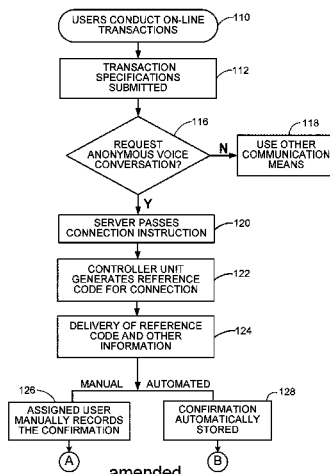 USERS CONDUCT ON-LINE
TRANSACTIONS
110
TRANSACTION
SPECIFICATIONS
SUBMITTED
112
116
118
REQUEST
ANONYMOUS VOICE
CONVERSATION?
N
USE OTHER
COMMUNICATION
MEANS
Y
SERVER PASSES
CONNECTION INSTRUCTION
120
CONTROLLER UNIT
GENERATES REFERENCE
CODE FOR CONNECTION
122
DELIVERY OF REFERENCE
CODE AND OTHER
INFORMATION
124
MANUAL
AUTOMATED
126
128
ASSIGNED USER
MANUALLY RECORDS
THE CONFIRMATION
CONFIRMATION
AUTOMATICALLY
STORED
A
B
amended